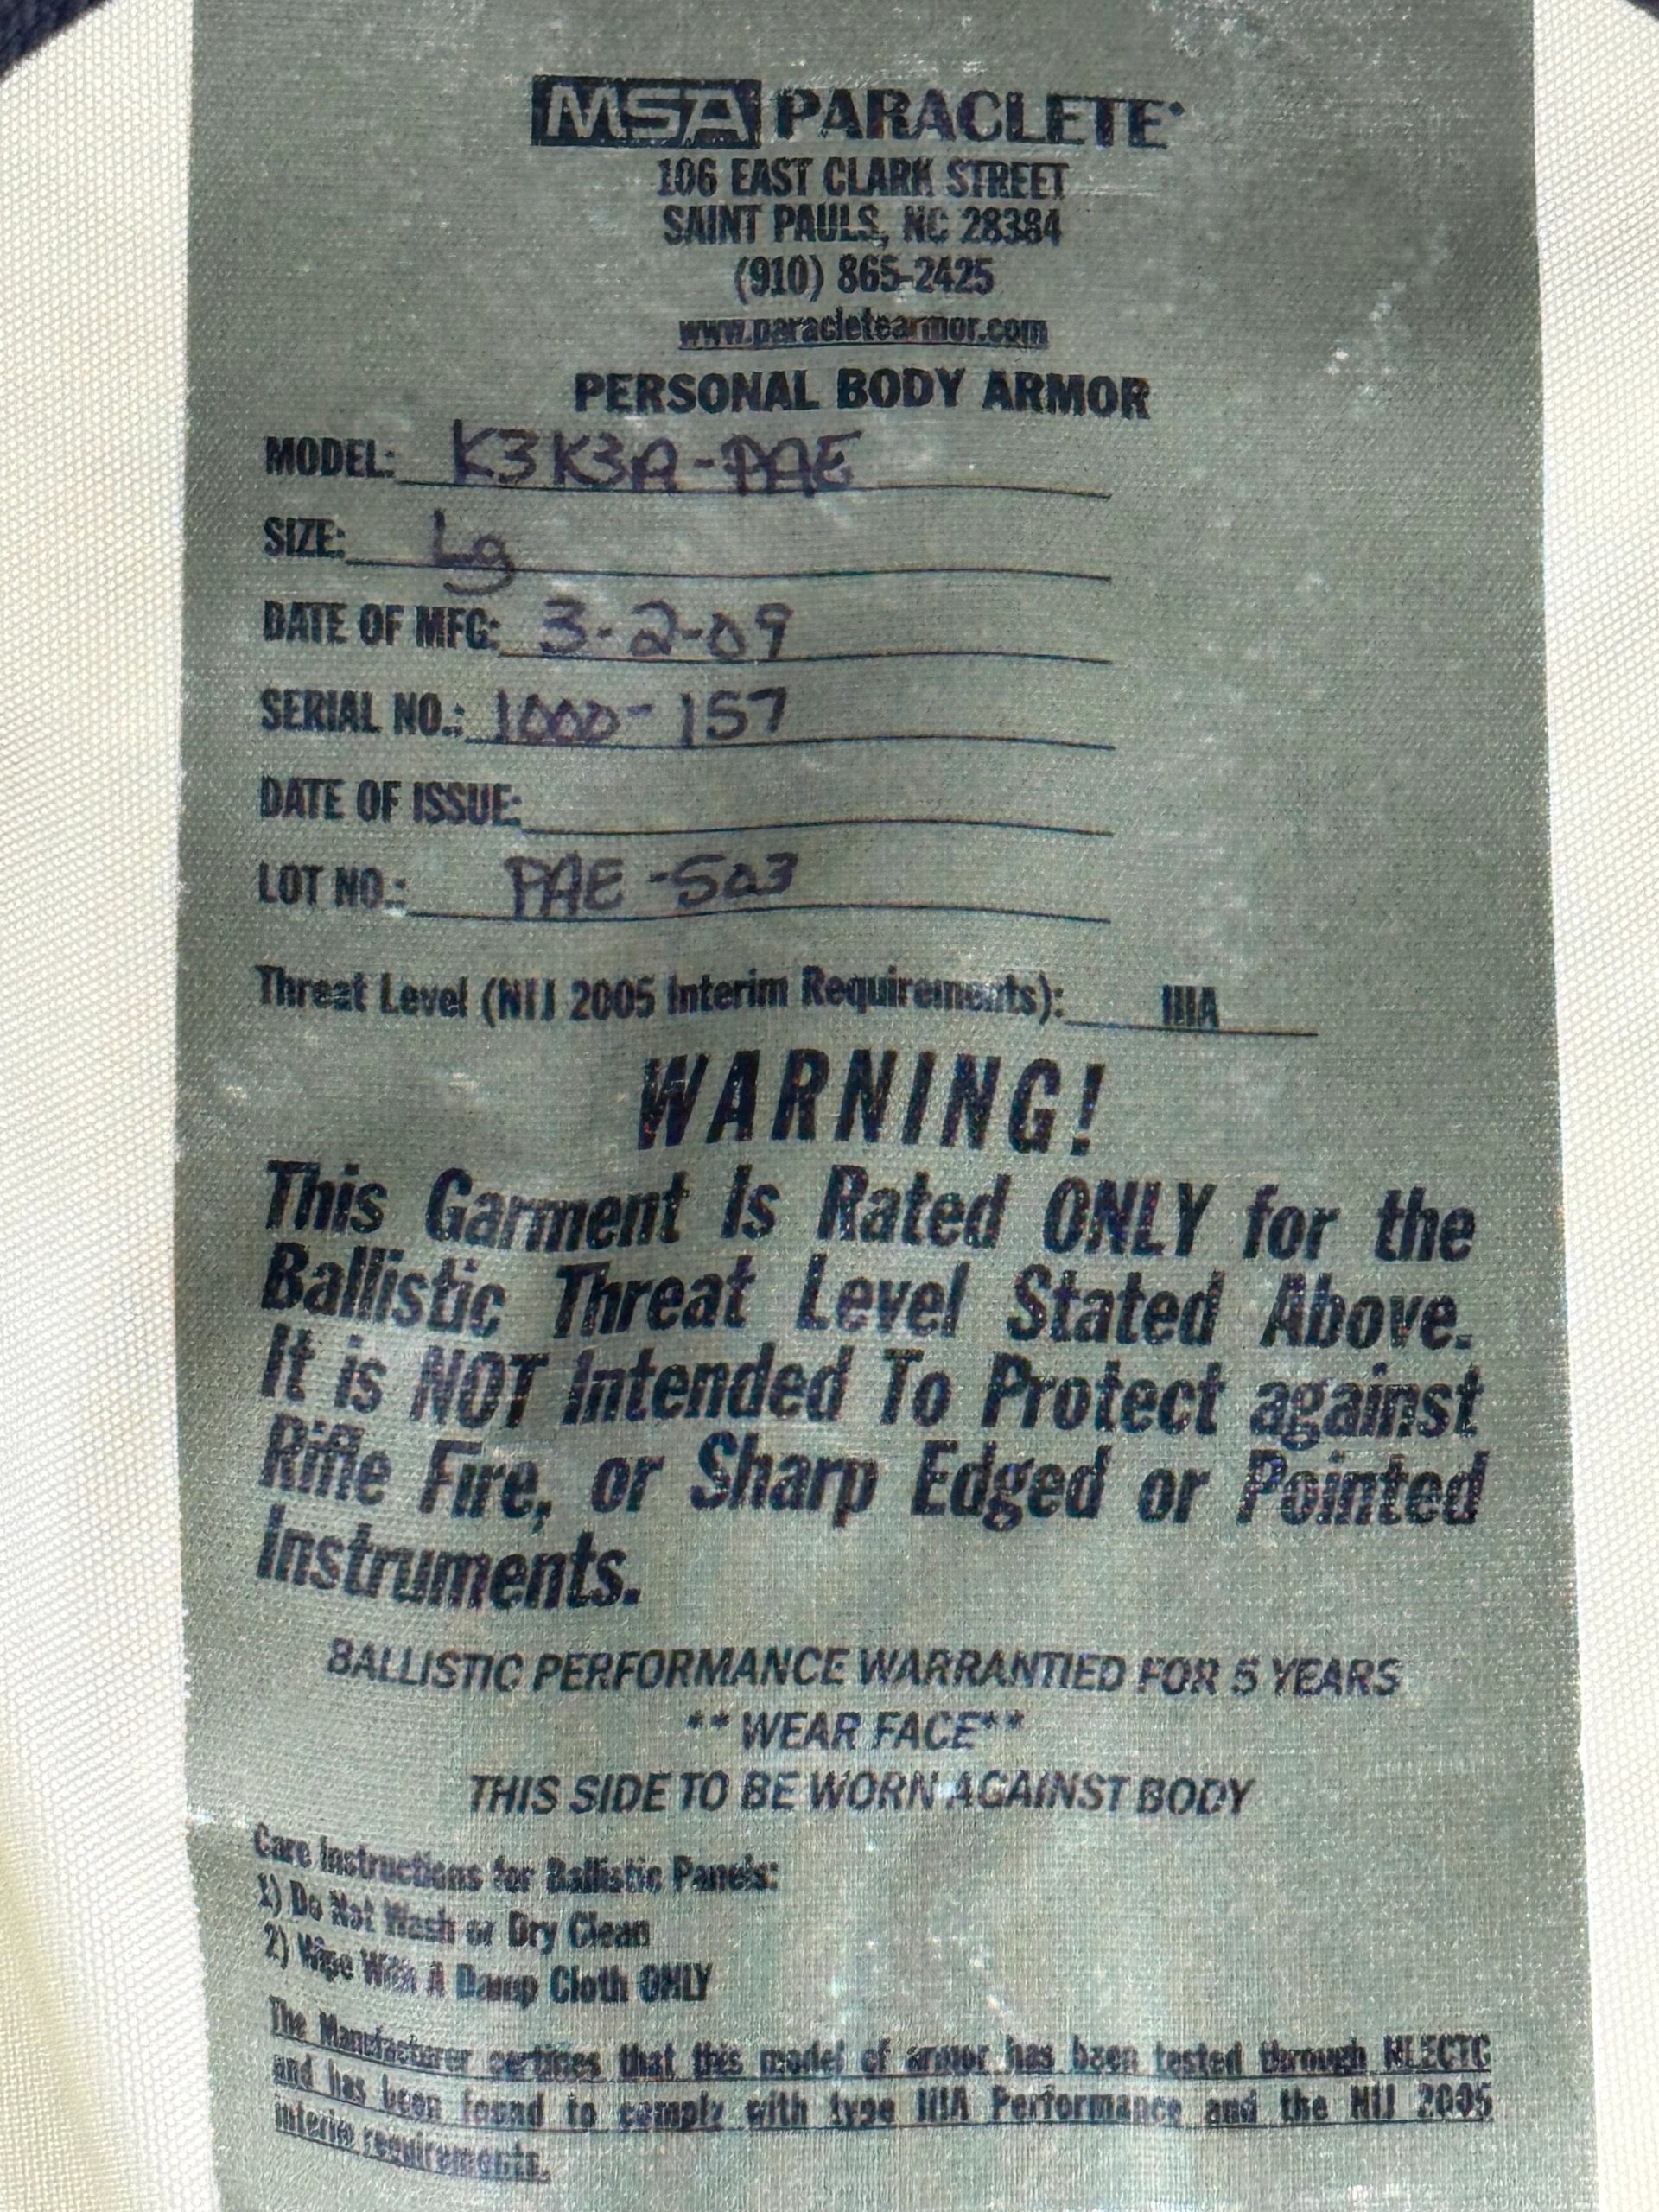 MSA PARACLETE
106 EAST CLARK STREET
SAINT PAULS, NC 28384
(910) 865-2425
www.paracletearmor.com
PERSONAL BODY ARMOR
MODEL: K3K3A-PAE
SIZE: Lg
DATE OF MFG: 3-2-09
SERIAL NO.: 1000-157
DATE OF ISSUE:
LOT NO.: PAE-503
Threat Level (NIJ 2005 Interim Requirements): IIIA
WARNING!
This Garment Is Rated ONLY for the
Ballistic Threat Level Stated Above.
It is NOT Intended To Protect against
Rifle Fire, or Sharp Edged or Pointed
Instruments.
BALLISTIC PERFORMANCE WARRANTIED FOR 5 YEARS
** WEAR FACE**
THIS SIDE TO BE WORN AGAINST BODY
Care Instructions for Ballistic Panels:
1) Do Not Wash or Dry Clean
2) Wipe With A Damp Cloth ONLY
The Manufacturer certifies that this model of armor has been tested through NLECTC
and has been found to comply with type IIIA Performance and the NIJ 2005
interim requirements.